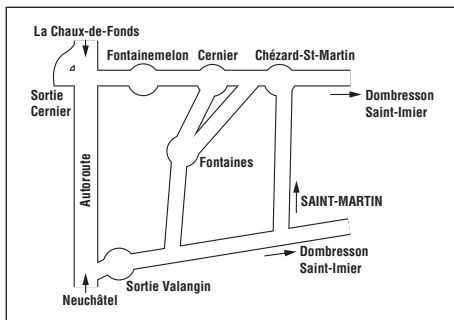 La Chaux-de-Fonds
Fontainemelon
Cernier
Chézard-St-Martin
Sortie
Cernier
Dombresson
Saint-Imier
Autoroute
Fontaines
SAINT-MARTIN
Dombresson
Saint-Imier
Sortie Valangin
Neuchâtel